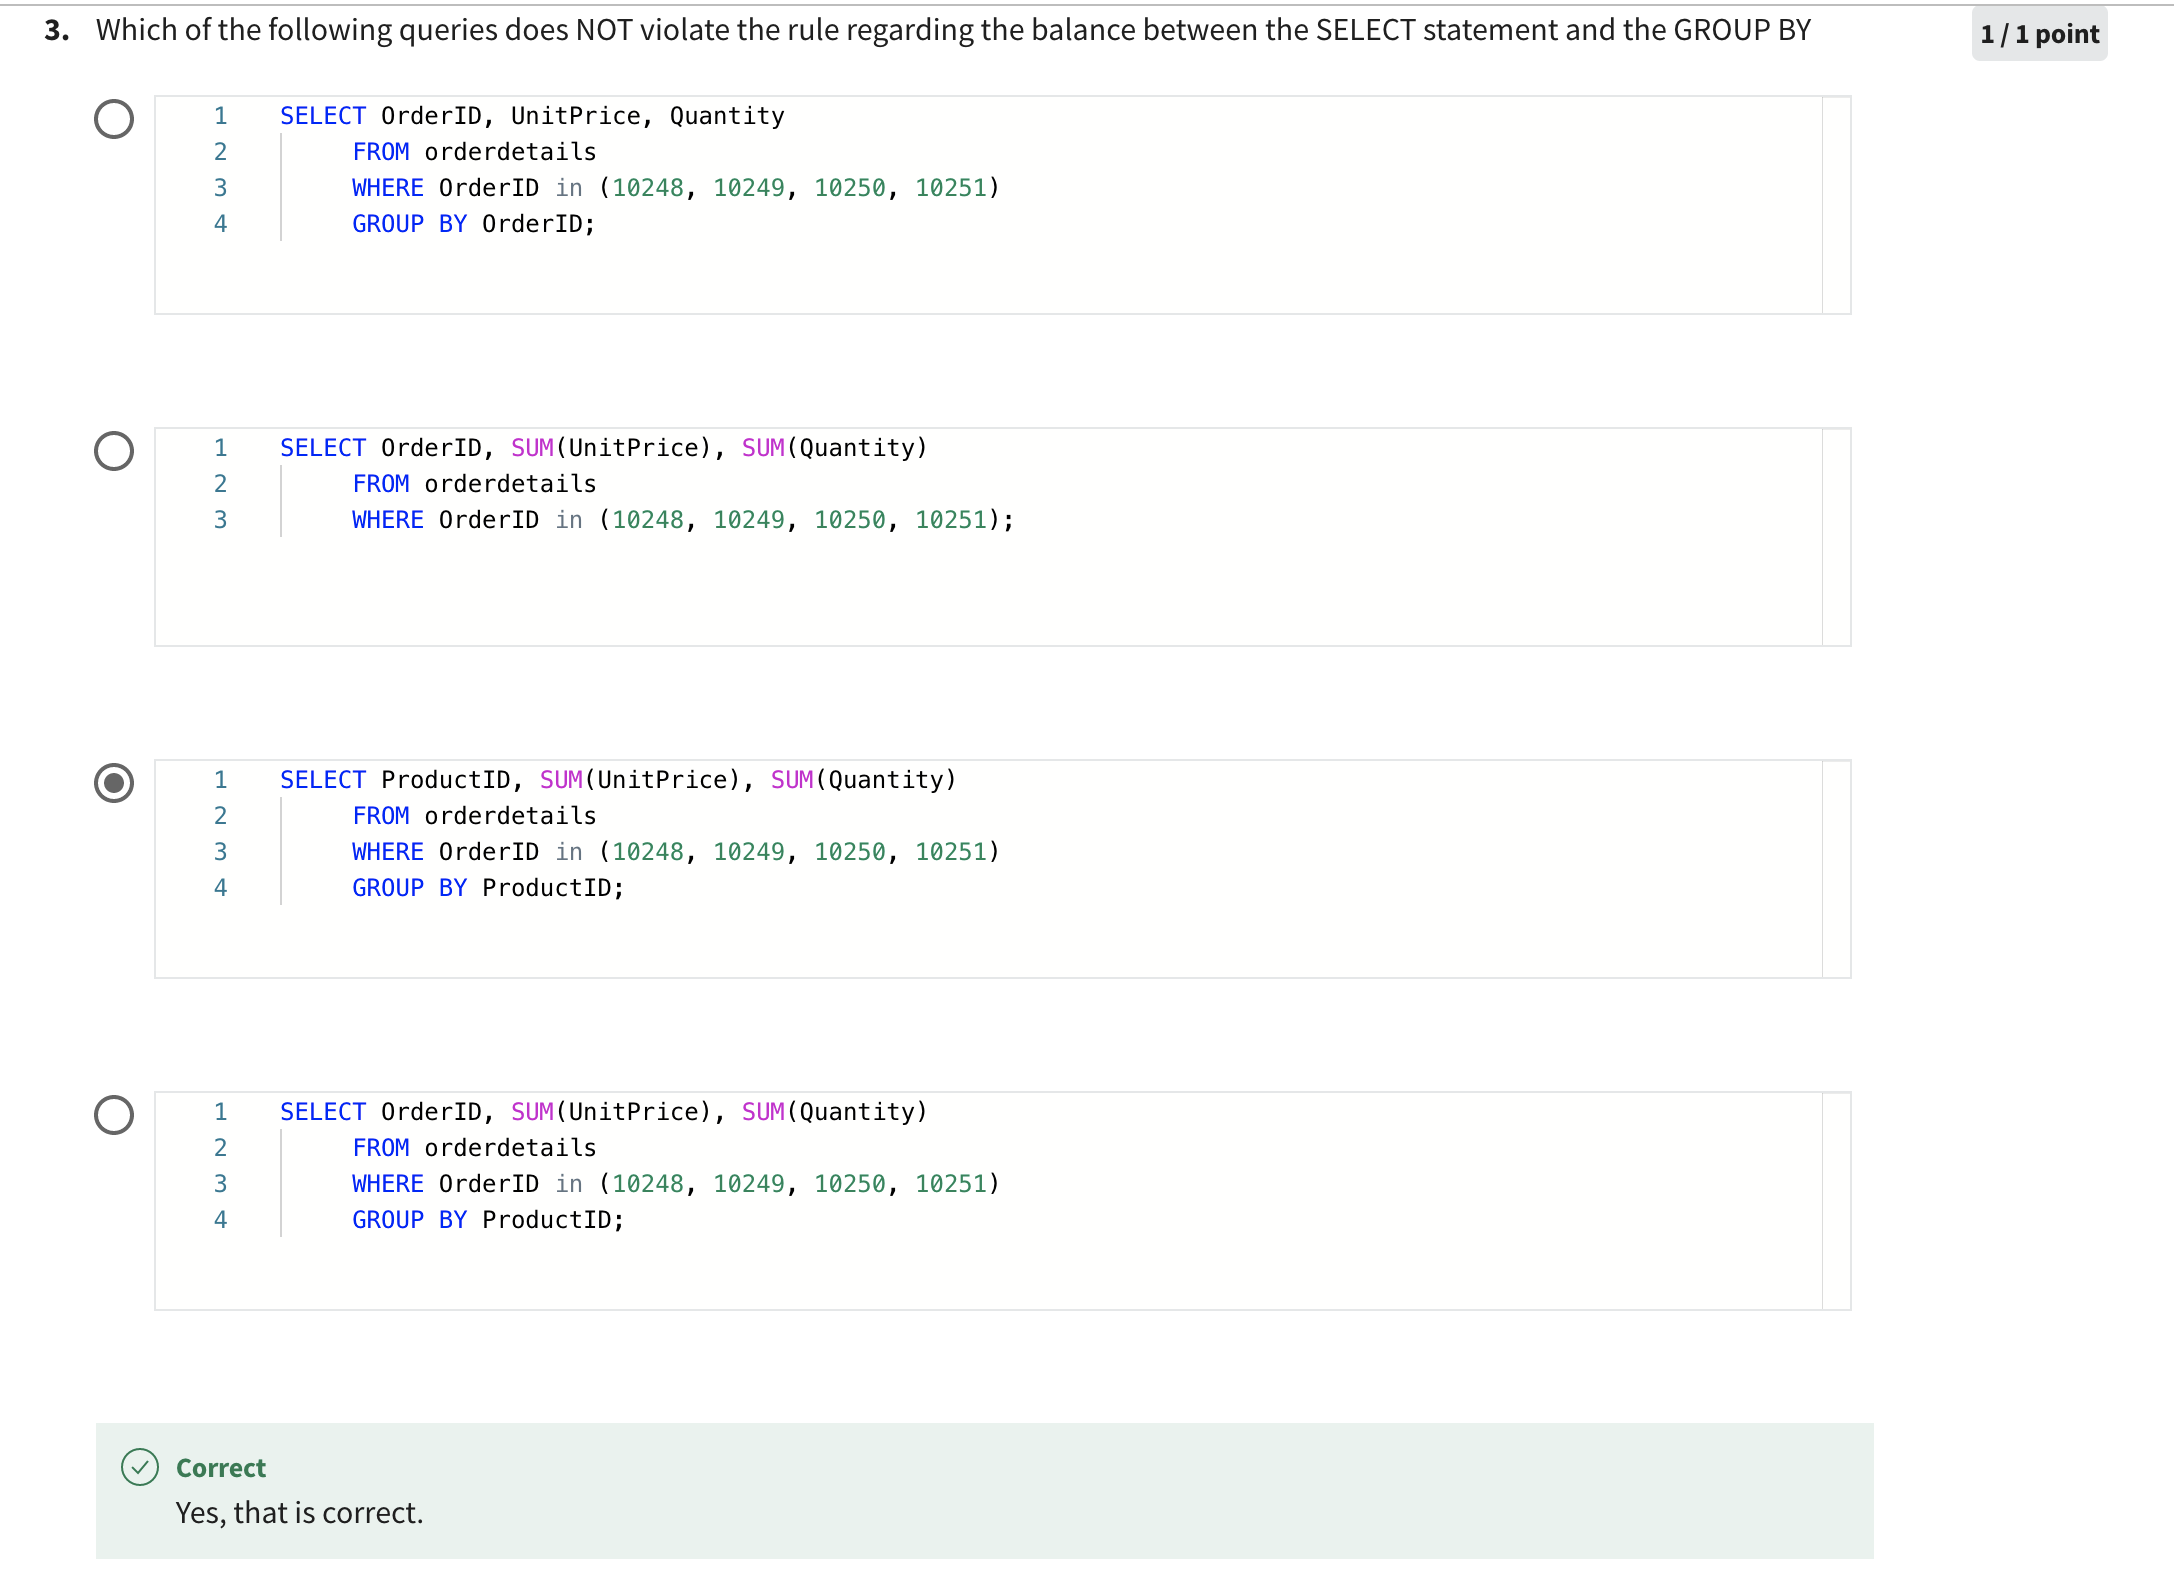 3. Which of the following queries does NOT violate the rule regarding the balance between the SELECT statement and the GROUP BY
1 / 1 point
1 SELECT OrderID, UnitPrice, Quantity
2 FROM orderdetails
3 WHERE OrderID in (10248, 10249, 10250, 10251)
4 GROUP BY OrderID;
1 SELECT OrderID, SUM(UnitPrice), SUM(Quantity)
2 FROM orderdetails
3 WHERE OrderID in (10248, 10249, 10250, 10251);
1 SELECT ProductID, SUM(UnitPrice), SUM(Quantity)
2 FROM orderdetails
3 WHERE OrderID in (10248, 10249, 10250, 10251)
4 GROUP BY ProductID;
1 SELECT OrderID, SUM(UnitPrice), SUM(Quantity)
2 FROM orderdetails
3 WHERE OrderID in (10248, 10249, 10250, 10251)
4 GROUP BY ProductID;
Correct
Yes, that is correct.